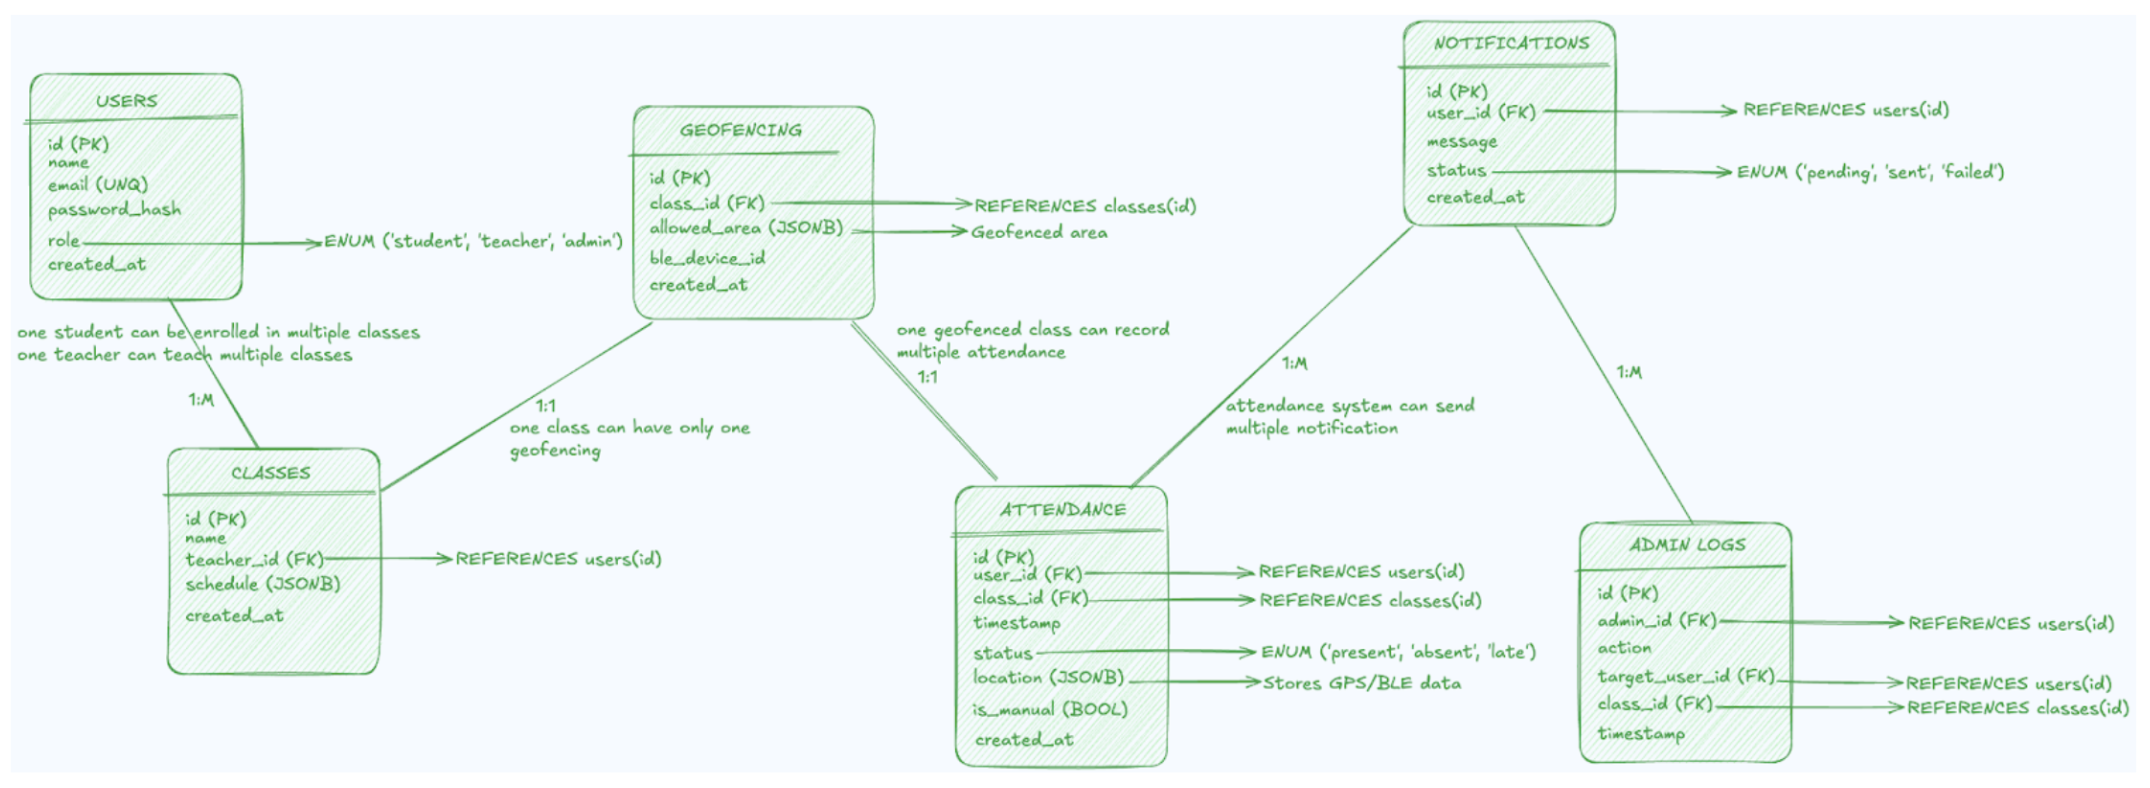 USERS
id (PK)
name
email (UNQ)
password_hash
role
ENUM ('student', 'teacher', 'admin')
created_at
one student can be enrolled in multiple classes
one teacher can teach multiple classes
1:M
CLASSES
id (PK)
name
teacher_id (FK)
REFERENCES users(id)
schedule (JSONB)
created_at
GEOFENCING
id (PK)
class_id (FK)
REFERENCES classes(id)
allowed_area (JSONB)
Geofenced area
ble_device_id
created_at
1:1
one class can have only one
geofencing
one geofenced class can record
multiple attendance
1:1
ATTENDANCE
id (PK)
user_id (FK)
REFERENCES users(id)
class_id (FK)
REFERENCES classes(id)
timestamp
status
ENUM ('present', 'absent', 'late')
location (JSONB)
Stores GPS/BLE data
is_manual (BOOL)
created_at
NOTIFICATIONS
id (PK)
user_id (FK)
REFERENCES users(id)
message
status
ENUM ('pending', 'sent', 'failed')
created_at
1:M
attendance system can send
multiple notification
1:M
ADMIN LOGS
id (PK)
admin_id (FK)
REFERENCES users(id)
action
target_user_id (FK)
REFERENCES users(id)
class_id (FK)
REFERENCES classes(id)
timestamp